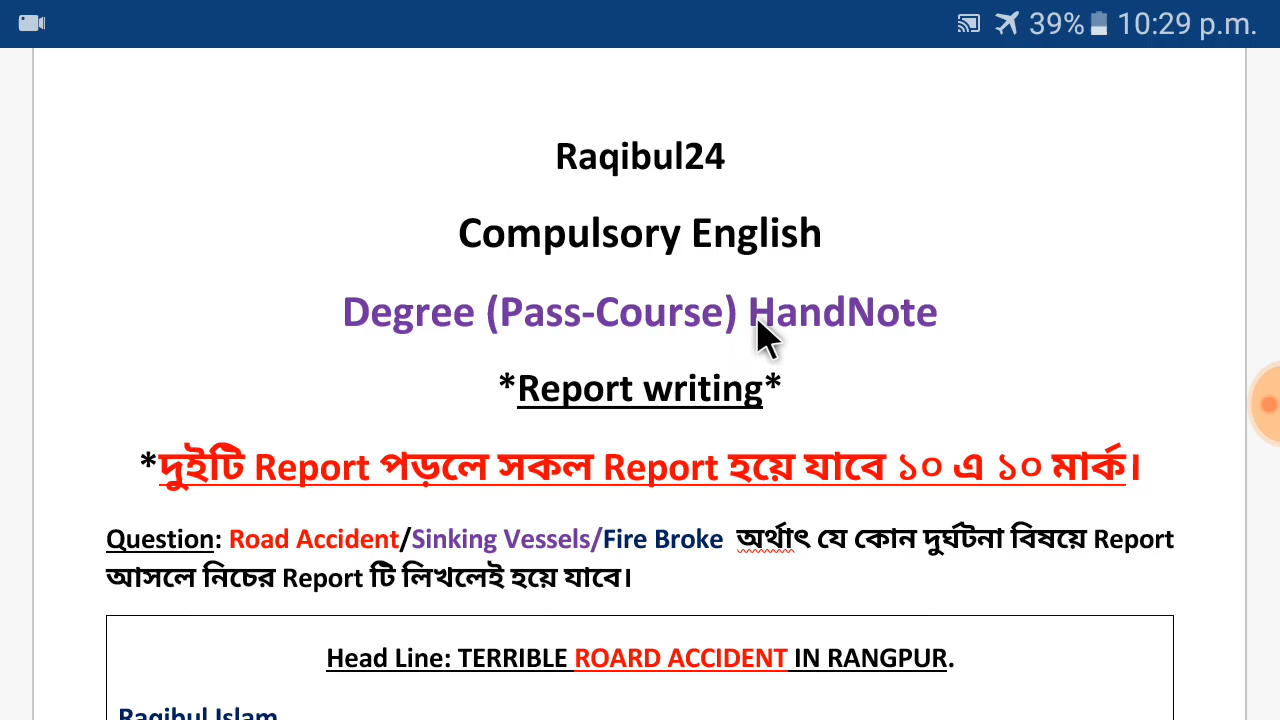 39% 10:29 p.m.
Raqibul24
Compulsory English
Degree (Pass-Course) HandNote
*Report writing*
*দুইটি Report পড়লে সকল Report হয়ে যাবে ১০ এ ১০ মার্ক।
Question: Road Accident/Sinking Vessels/Fire Broke অর্থাৎ যে কোন দুর্ঘটনা বিষয়ে Report
আসলে নিচের Report টি লিখলেই হয়ে যাবে।
Head Line: TERRIBLE ROARD ACCIDENT IN RANGPUR.
Raqibul Islam